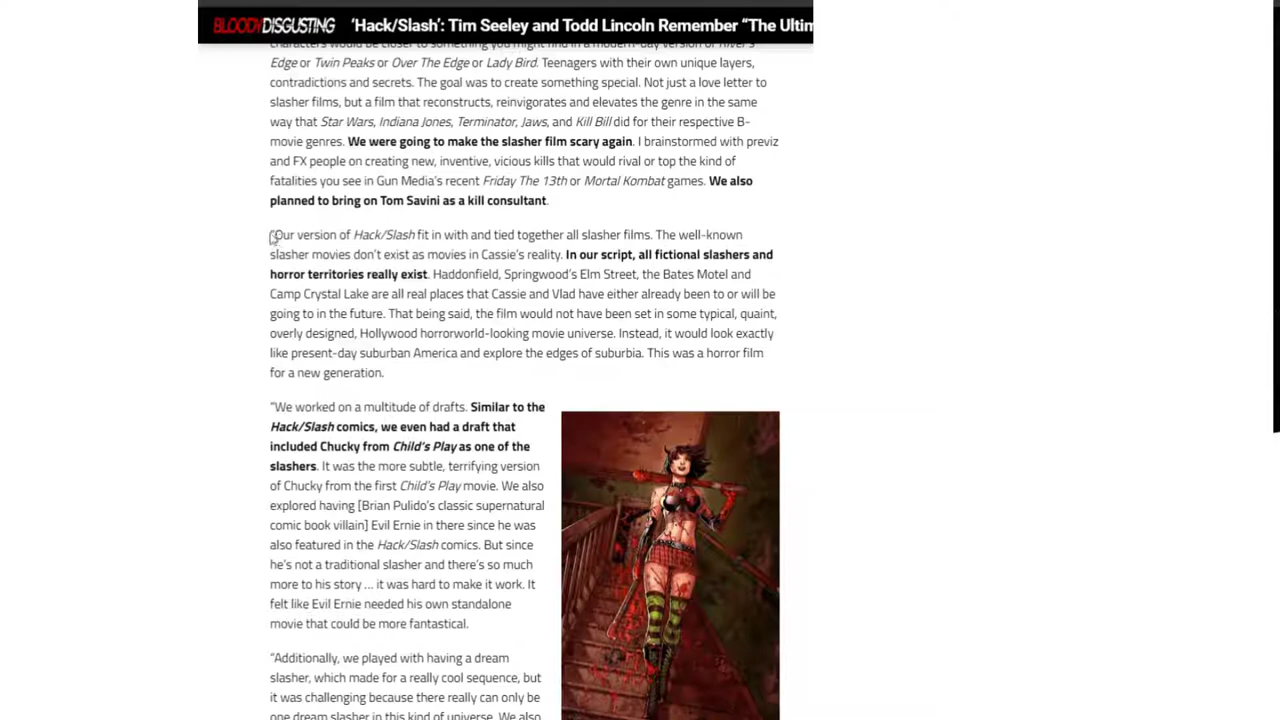 BLOODY DISGUSTING 'Hack/Slash': Tim Seeley and Todd Lincoln Remember "The Ultim
characters would be closer to something you might find in a modern-day version of River's
Edge or Twin Peaks or Over The Edge or Lady Bird. Teenagers with their own unique layers,
contradictions and secrets. The goal was to create something special. Not just a love letter to
slasher films, but a film that reconstructs, reinvigorates and elevates the genre in the same
way that Star Wars, Indiana Jones, Terminator, Jaws, and Kill Bill did for their respective B-
movie genres. We were going to make the slasher film scary again. I brainstormed with previz
and FX people on creating new, inventive, vicious kills that would rival or top the kind of
fatalities you see in Gun Media's recent Friday The 13th or Mortal Kombat games. We also
planned to bring on Tom Savini as a kill consultant.
"Our version of Hack/Slash fit in with and tied together all slasher films. The well-known
slasher movies don't exist as movies in Cassie's reality. In our script, all fictional slashers and
horror territories really exist. Haddonfield, Springwood's Elm Street, the Bates Motel and
Camp Crystal Lake are all real places that Cassie and Vlad have either already been to or will be
going to in the future. That being said, the film would not have been set in some typical, quaint,
overly designed, Hollywood horrorworld-looking movie universe. Instead, it would look exactly
like present-day suburban America and explore the edges of suburbia. This was a horror film
for a new generation.
"We worked on a multitude of drafts. Similar to the
Hack/Slash comics, we even had a draft that
included Chucky from Child's Play as one of the
slashers. It was the more subtle, terrifying version
of Chucky from the first Child's Play movie. We also
explored having [Brian Pulido's classic supernatural
comic book villain] Evil Ernie in there since he was
also featured in the Hack/Slash comics. But since
he's not a traditional slasher and there's so much
more to his story ... it was hard to make it work. It
felt like Evil Ernie needed his own standalone
movie that could be more fantastical.
"Additionally, we played with having a dream
slasher, which made for a really cool sequence, but
it was challenging because there really can only be
one dream slasher in this kind of universe. We also